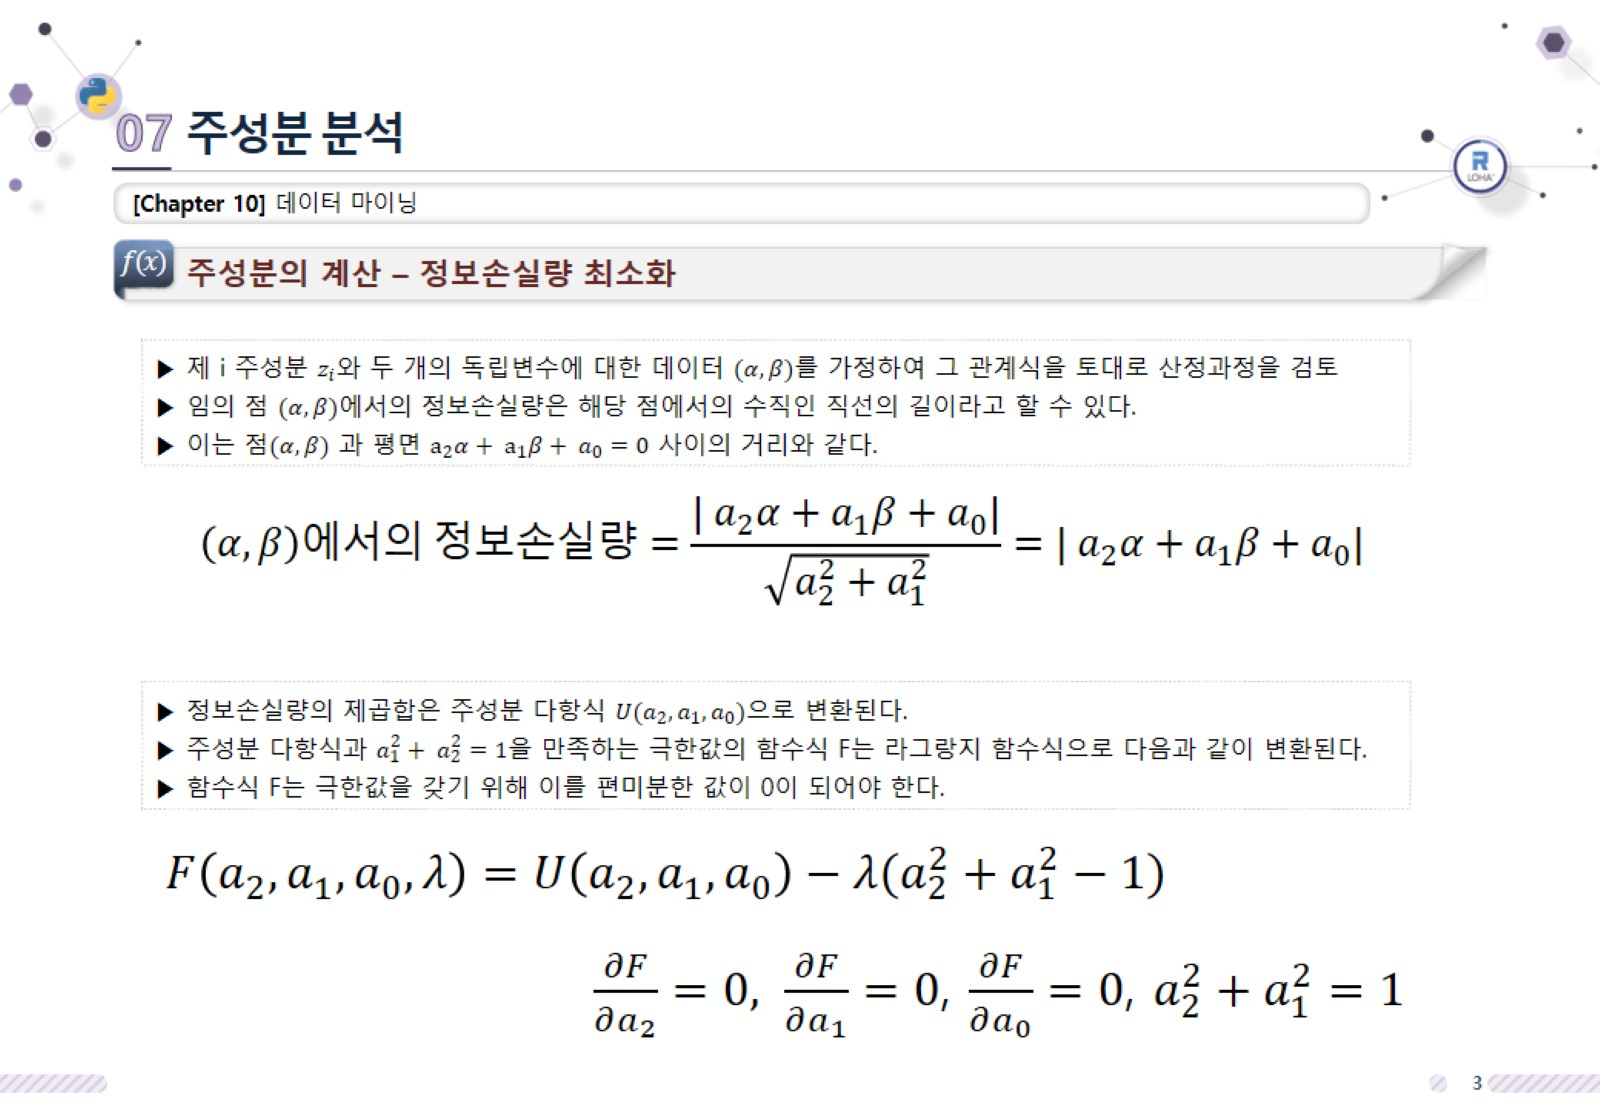 07 주성분 분석
R
LOHA
[Chapter 10] 데이터 마이닝
f(x) 주성분의 계산 – 정보손실량 최소화
▶ 제 i 주성분 zᵢ와 두 개의 독립변수에 대한 데이터 (α, β)를 가정하여 그 관계식을 토대로 산정과정을 검토
▶ 임의 점 (α, β)에서의 정보손실량은 해당 점에서의 수직인 직선의 길이라고 할 수 있다.
▶ 이는 점(α, β) 과 평면 a₂α + a₁β + a₀ = 0 사이의 거리와 같다.
(α, β)에서의 정보손실량 = | a₂α + a₁β + a₀| / √(a₂² + a₁²) = | a₂α + a₁β + a₀|
▶ 정보손실량의 제곱합은 주성분 다항식 U(a₂, a₁, a₀)으로 변환된다.
▶ 주성분 다항식과 a₁² + a₂² = 1을 만족하는 극한값의 함수식 F는 라그랑지 함수식으로 다음과 같이 변환된다.
▶ 함수식 F는 극한값을 갖기 위해 이를 편미분한 값이 0이 되어야 한다.
F(a₂, a₁, a₀, λ) = U(a₂, a₁, a₀) − λ(a₂² + a₁² − 1)
∂F/∂a₂ = 0, ∂F/∂a₁ = 0, ∂F/∂a₀ = 0, a₂² + a₁² = 1
3